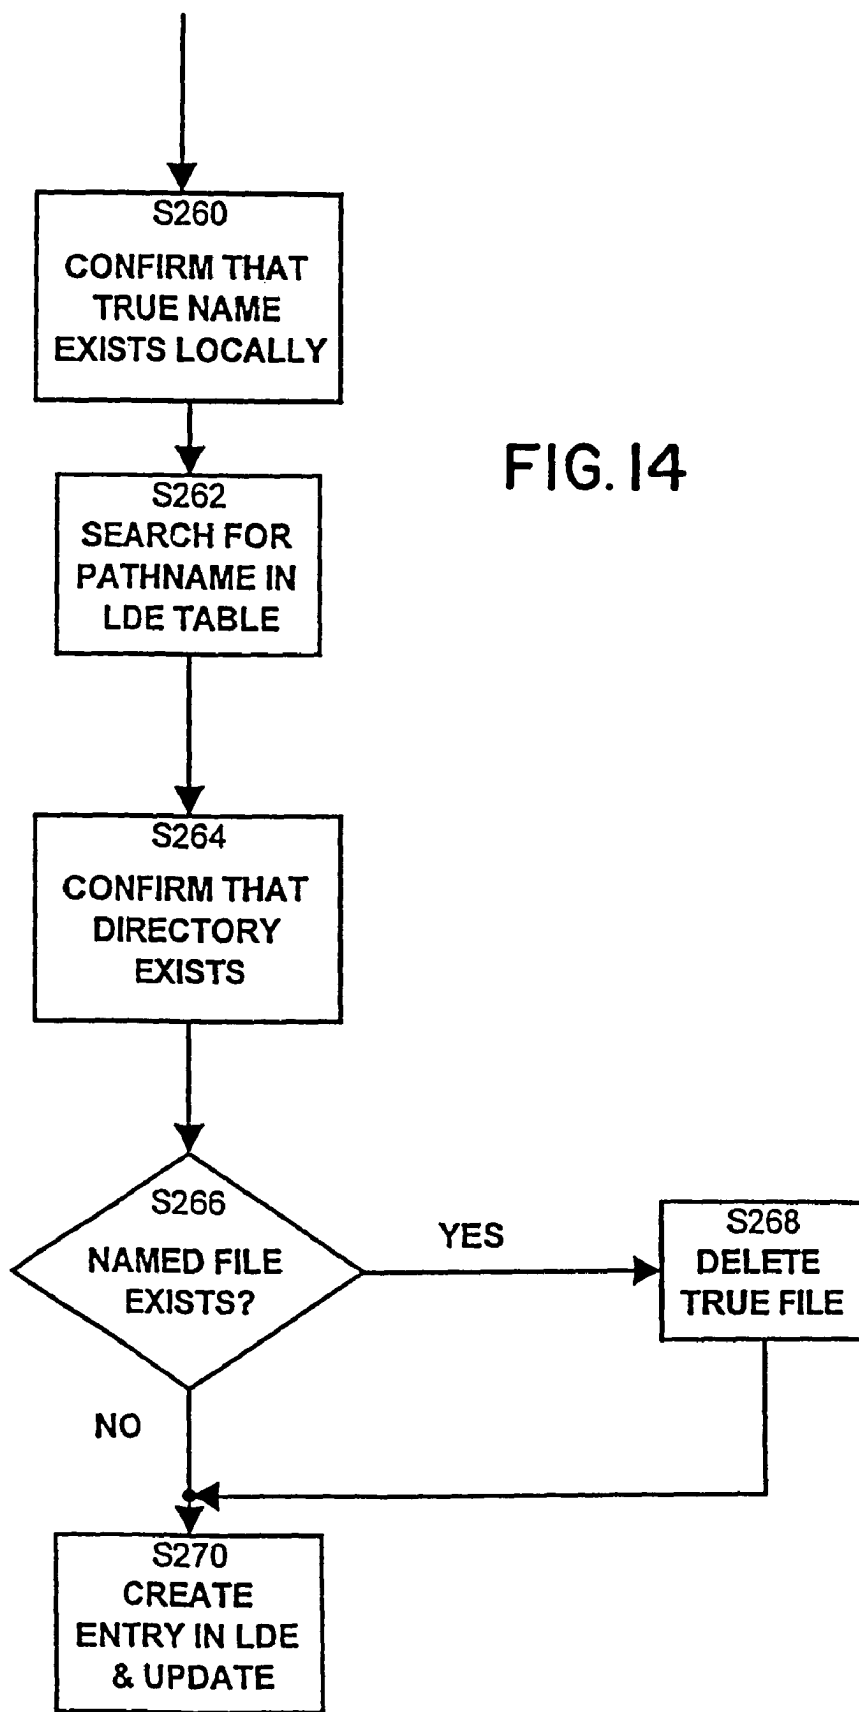 S260
CONFIRM THAT
TRUE NAME
EXISTS LOCALLY
FIG. 14
S262
SEARCH FOR
PATHNAME IN
LDE TABLE
S264
CONFIRM THAT
DIRECTORY
EXISTS
S266
NAMED FILE
EXISTS?
YES
S268
DELETE
TRUE FILE
NO
S270
CREATE
ENTRY IN LDE
& UPDATE